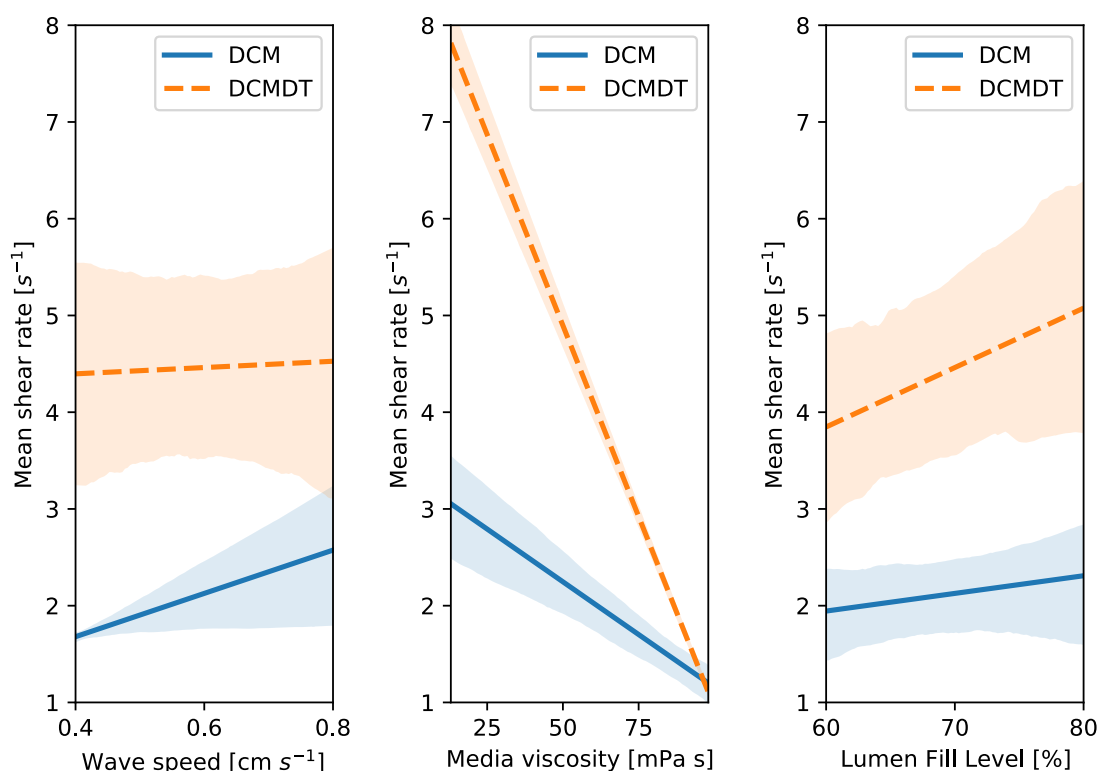 8
7
6
5
4
3
2
1
Mean shear rate [s⁻¹]
DCM
DCMDT
0.4 0.6 0.8
Wave speed [cm s⁻¹]
8
7
6
5
4
3
2
1
Mean shear rate [s⁻¹]
DCM
DCMDT
25 50 75
Media viscosity [mPa s]
8
7
6
5
4
3
2
1
Mean shear rate [s⁻¹]
DCM
DCMDT
60 70 80
Lumen Fill Level [%]